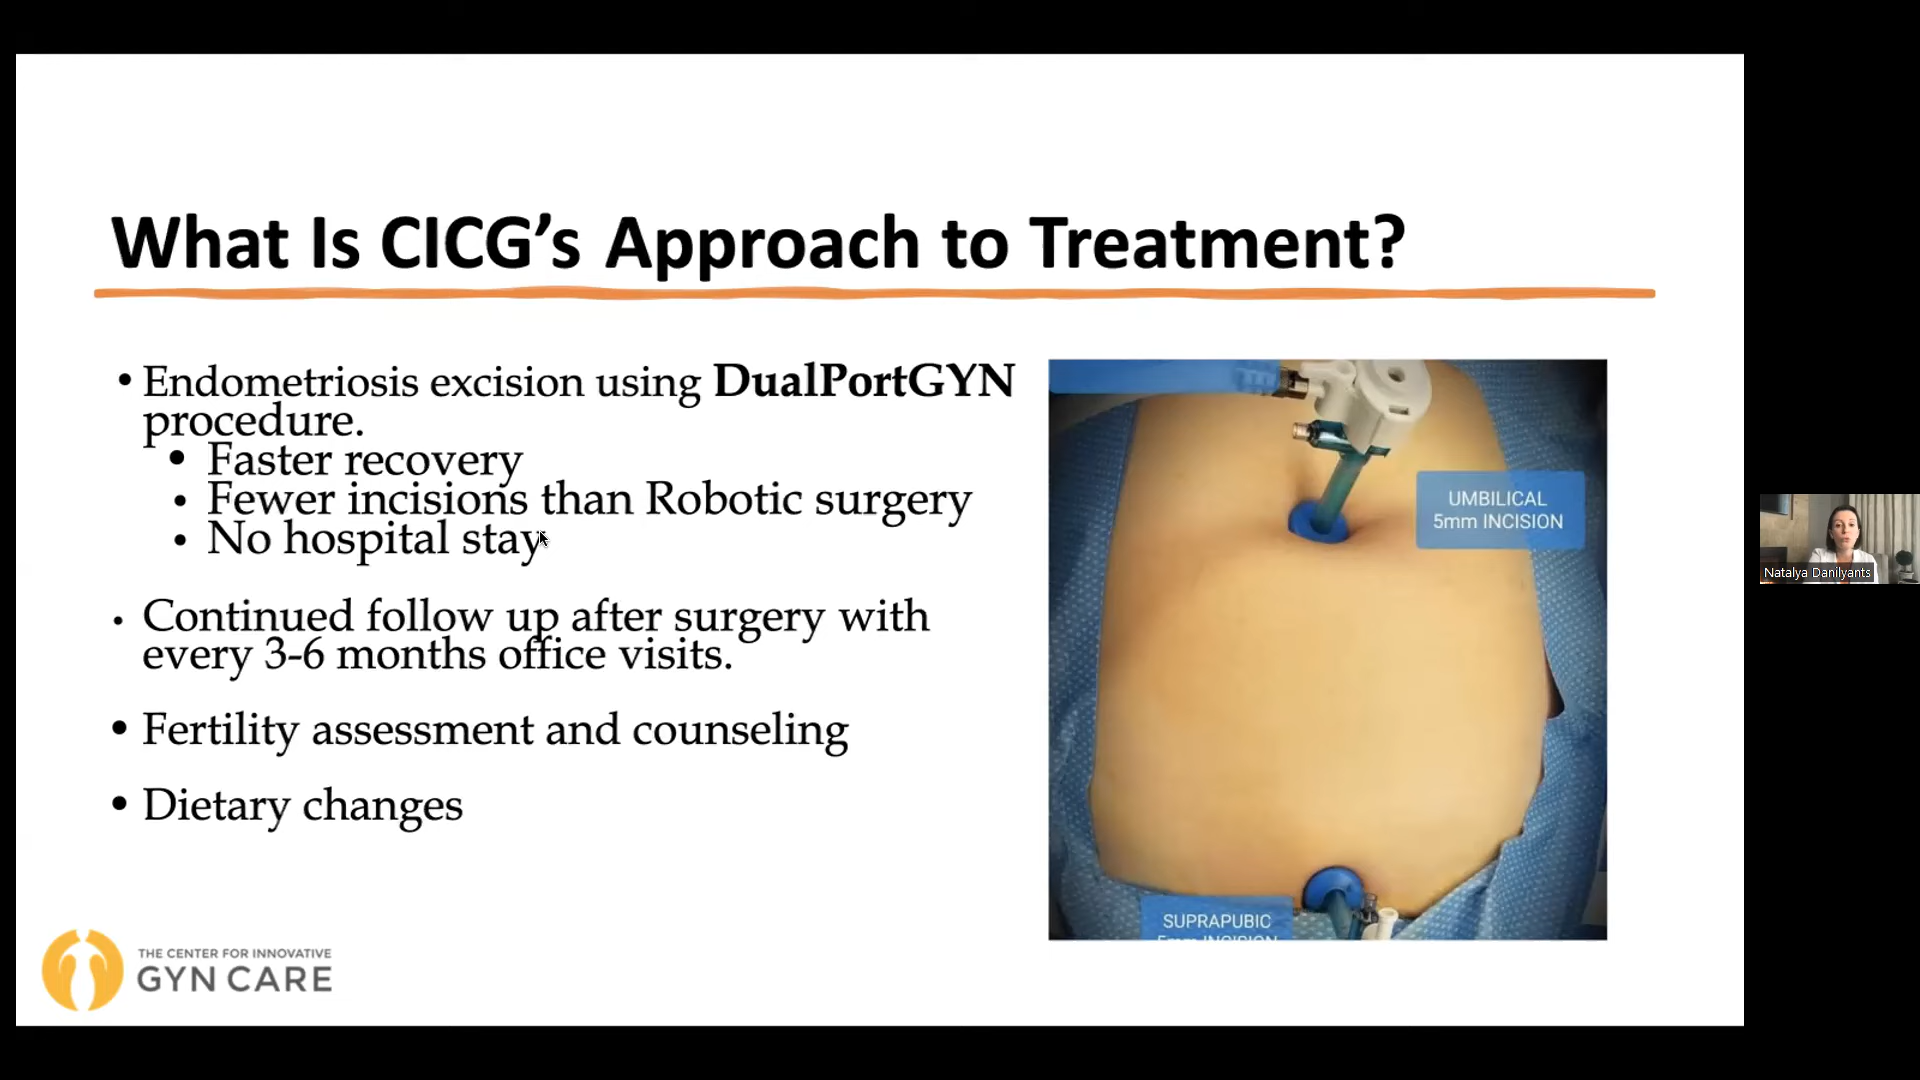 What Is CICG's Approach to Treatment?
• Endometriosis excision using DualPortGYN
procedure.
• Faster recovery
• Fewer incisions than Robotic surgery
• No hospital stay
• Continued follow up after surgery with
every 3-6 months office visits.
• Fertility assessment and counseling
• Dietary changes
UMBILICAL
5mm INCISION
SUPRAPUBIC
5mm INCISION
THE CENTER FOR INNOVATIVE
GYN CARE
Natalya Danilyants